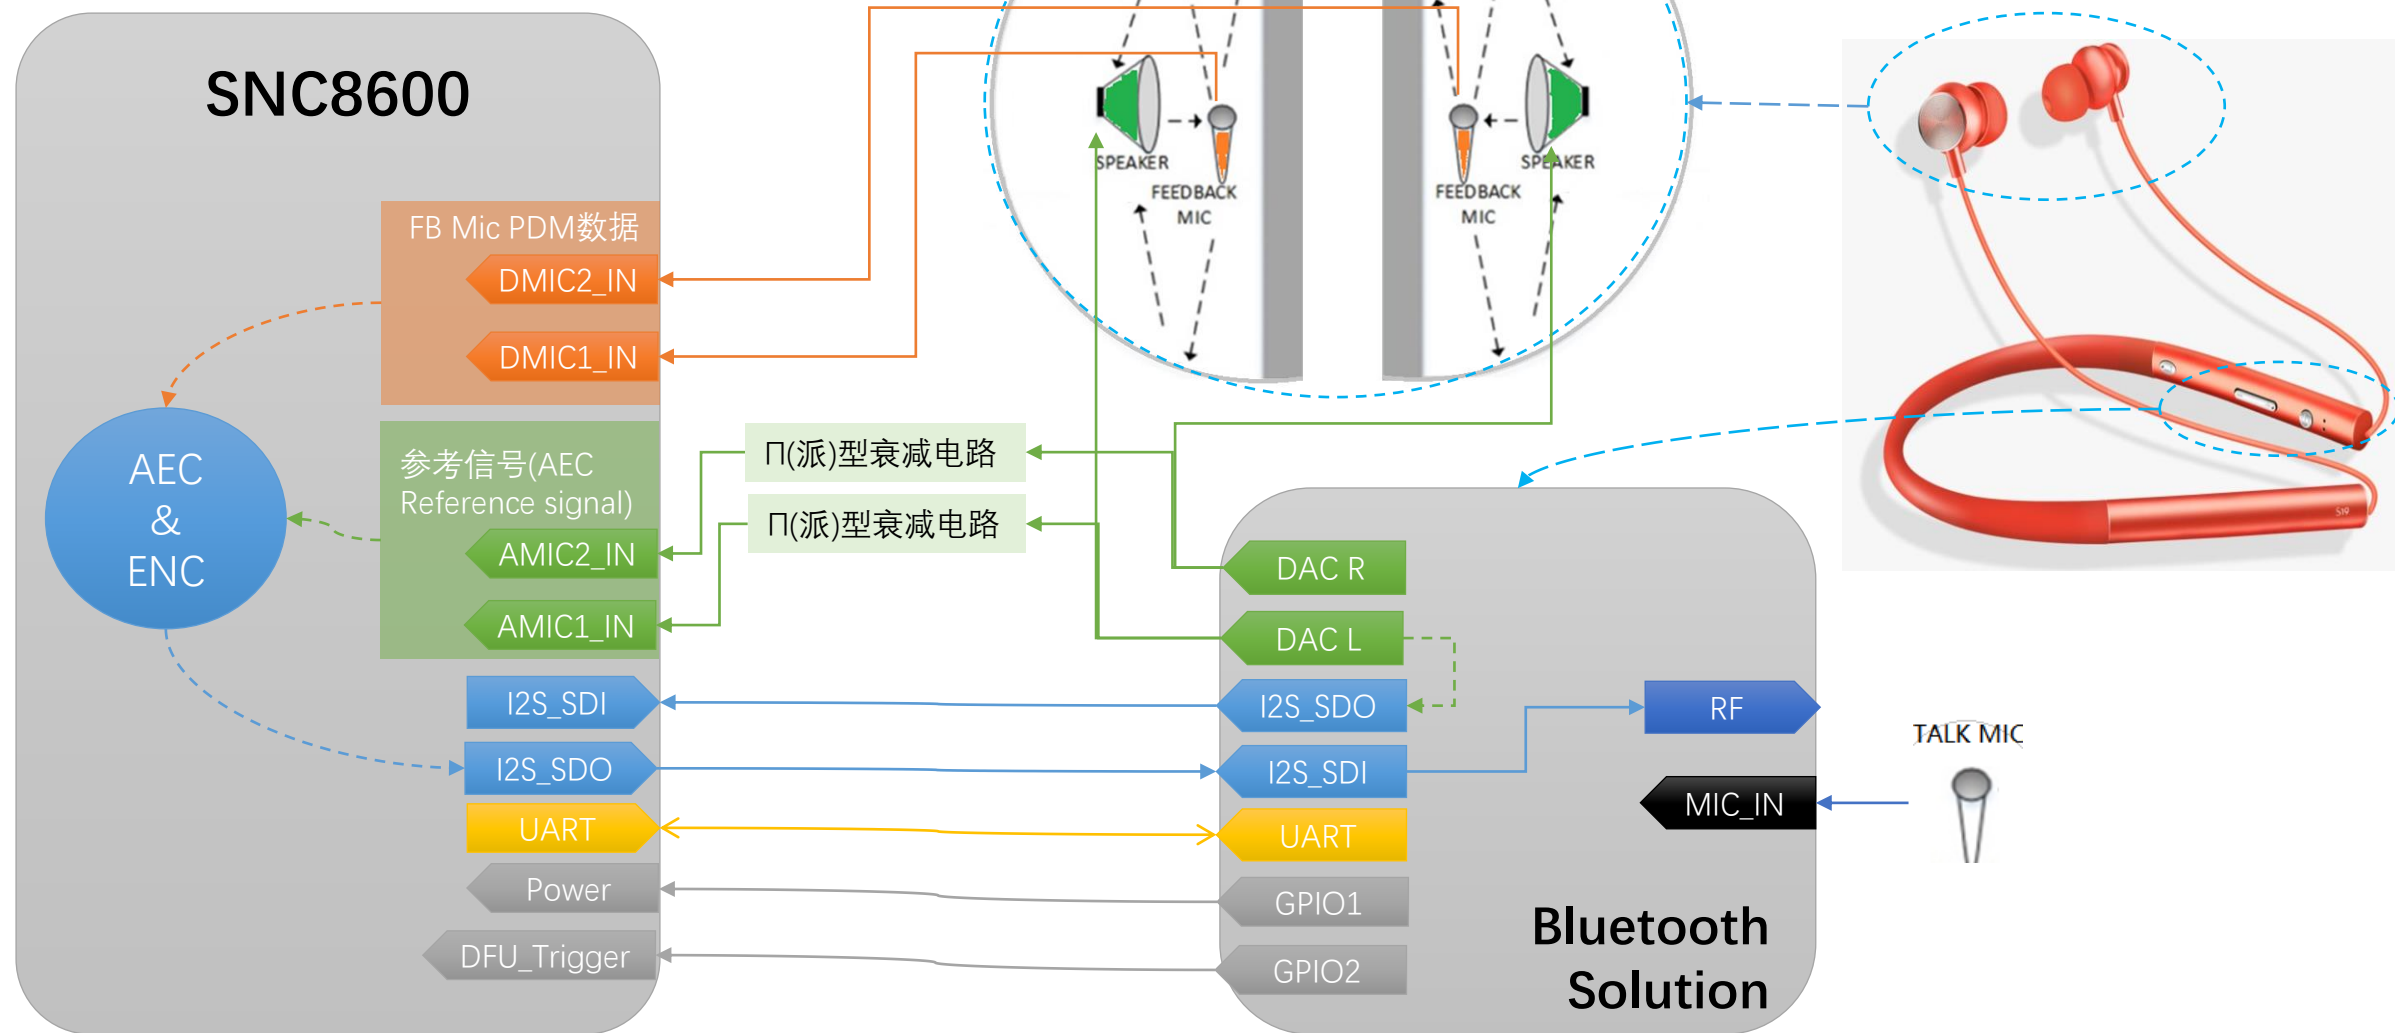 SNC8600
FB Mic PDM数据
DMIC2_IN
DMIC1_IN
AEC
&
ENC
参考信号(AEC
Reference signal)
AMIC2_IN
AMIC1_IN
I2S_SDI
I2S_SDO
UART
Power
DFU_Trigger
Π(派)型衰减电路
Π(派)型衰减电路
SPEAKER
FEEDBACK
MIC
SPEAKER
FEEDBACK
MIC
DAC R
DAC L
I2S_SDO
I2S_SDI
UART
GPIO1
GPIO2
RF
MIC_IN
Bluetooth
Solution
TALK MIC
S19